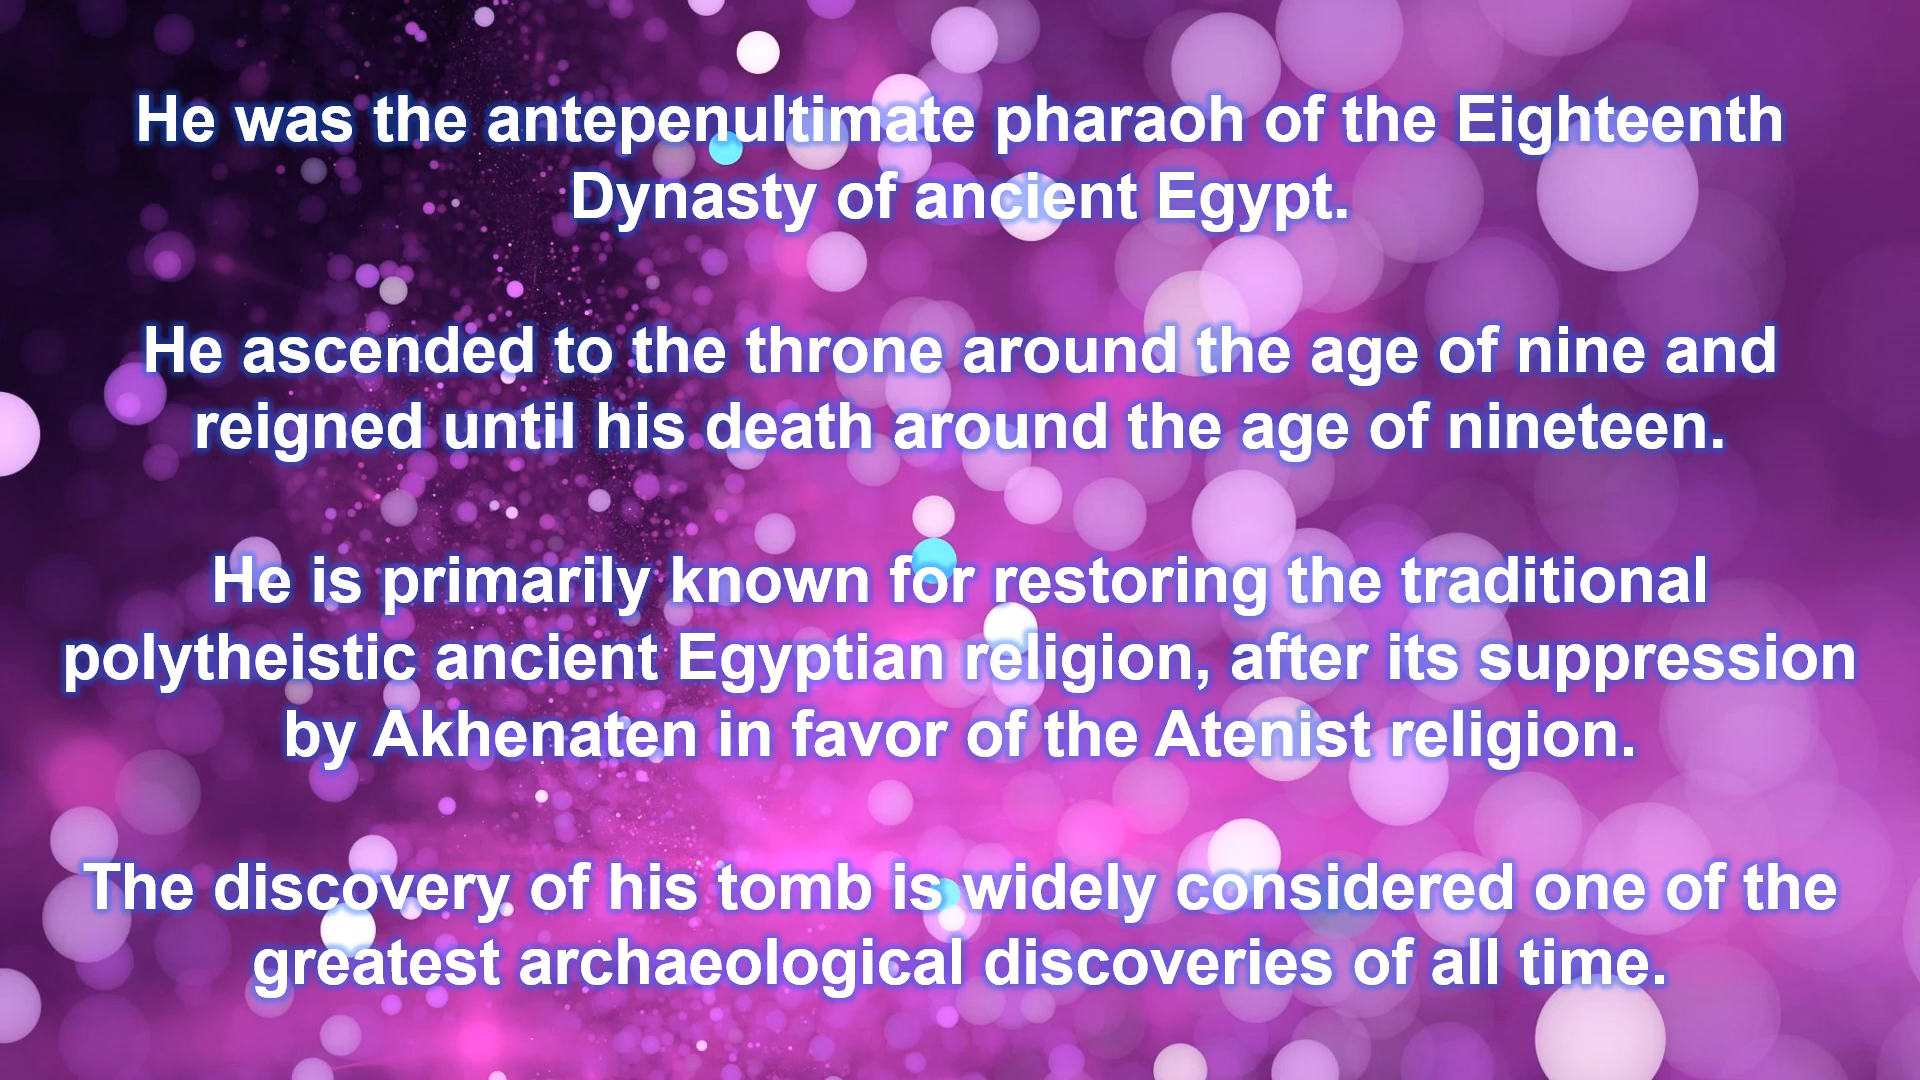 He was the antepenultimate pharaoh of the Eighteenth
Dynasty of ancient Egypt.
He ascended to the throne around the age of nine and
reigned until his death around the age of nineteen.
He is primarily known for restoring the traditional
polytheistic ancient Egyptian religion, after its suppression
by Akhenaten in favor of the Atenist religion.
The discovery of his tomb is widely considered one of the
greatest archaeological discoveries of all time.